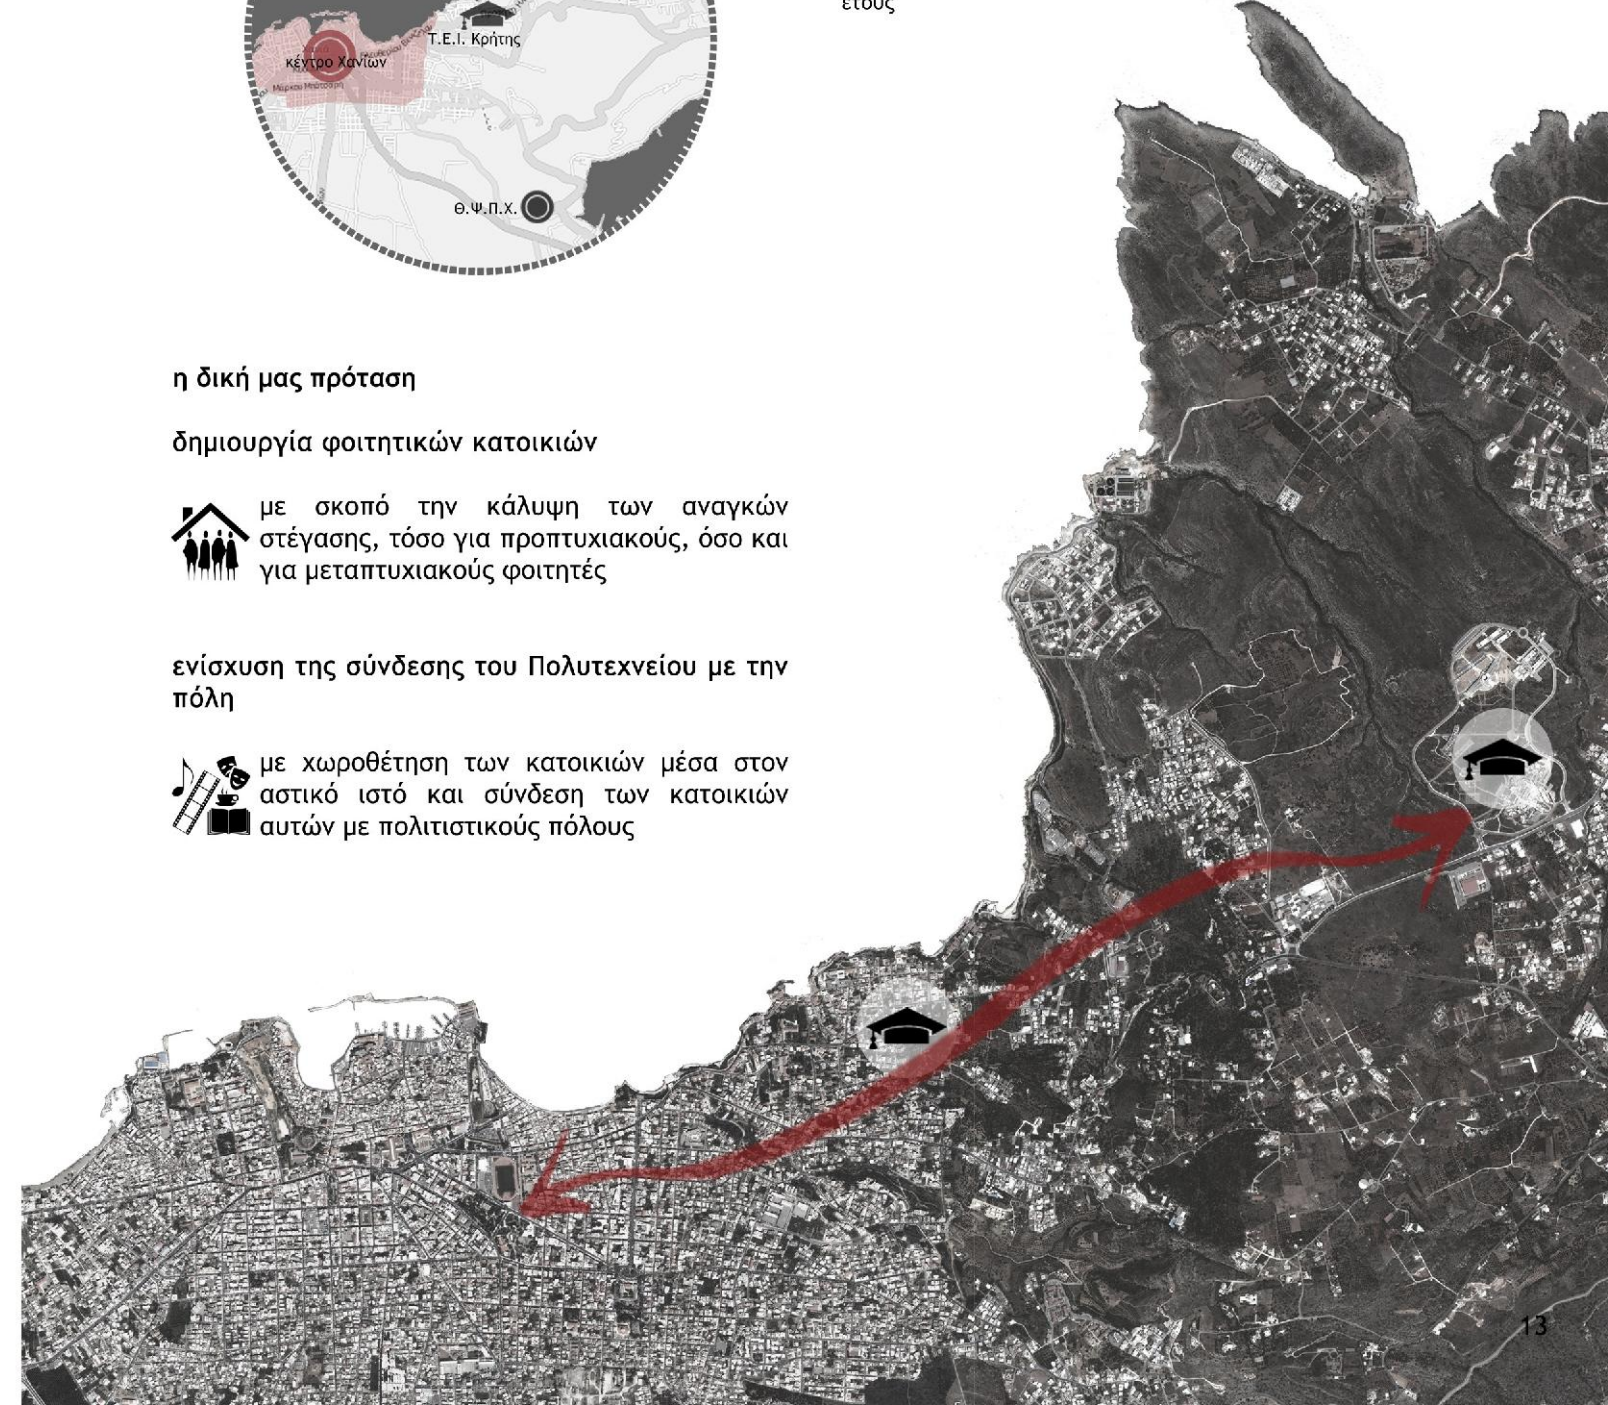 έτους
Τ.Ε.Ι. Κρήτης
κέντρο Χανίων
Μάρκου Μπότσαρη
Θ.Ψ.Π.Χ.
η δική μας πρόταση
δημιουργία φοιτητικών κατοικιών
με σκοπό την κάλυψη των αναγκών
στέγασης, τόσο για προπτυχιακούς, όσο και
για μεταπτυχιακούς φοιτητές
ενίσχυση της σύνδεσης του Πολυτεχνείου με την
πόλη
με χωροθέτηση των κατοικιών μέσα στον
αστικό ιστό και σύνδεση των κατοικιών
αυτών με πολιτιστικούς πόλους
13